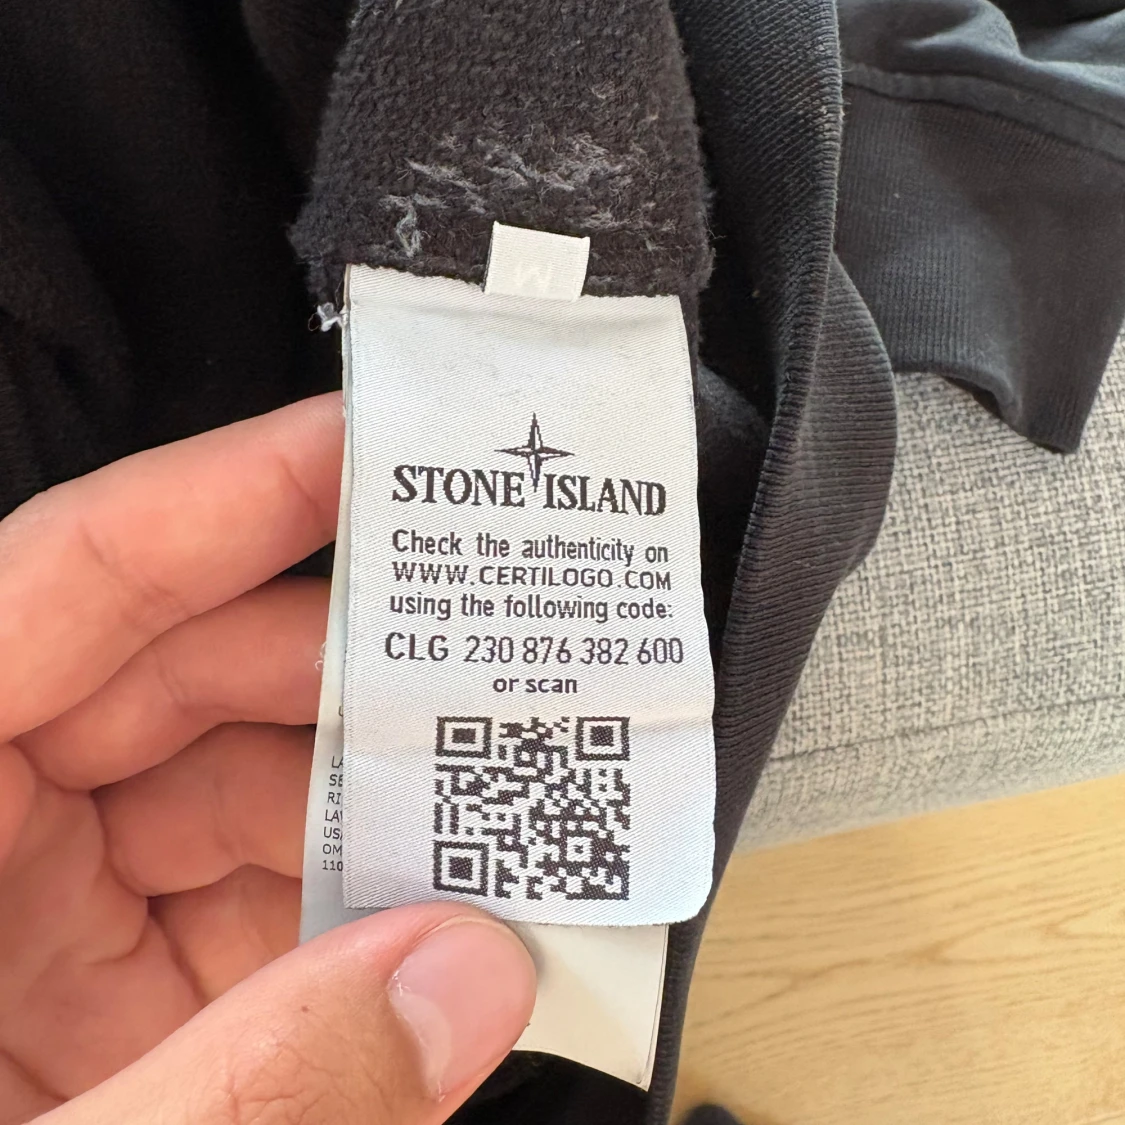 M
STONE ISLAND
Check the authenticity on
WWW.CERTILOGO.COM
using the following code:
CLG 230 876 382 600
or scan
110